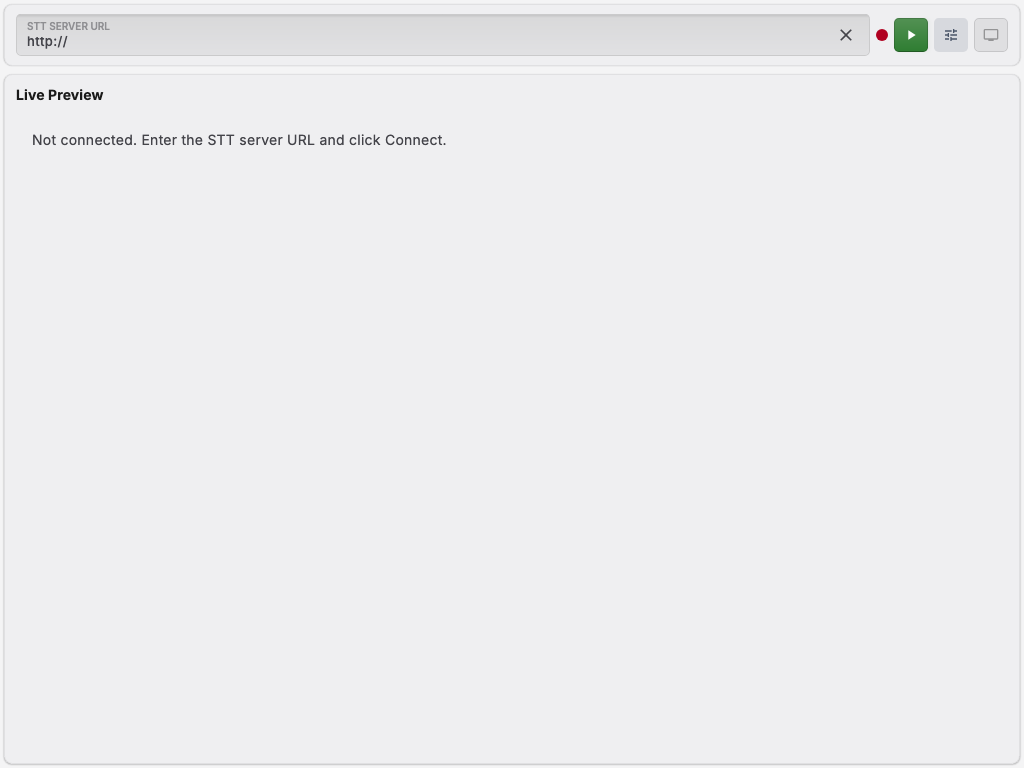 STT SERVER URL
http://
Live Preview
Not connected. Enter the STT server URL and click Connect.